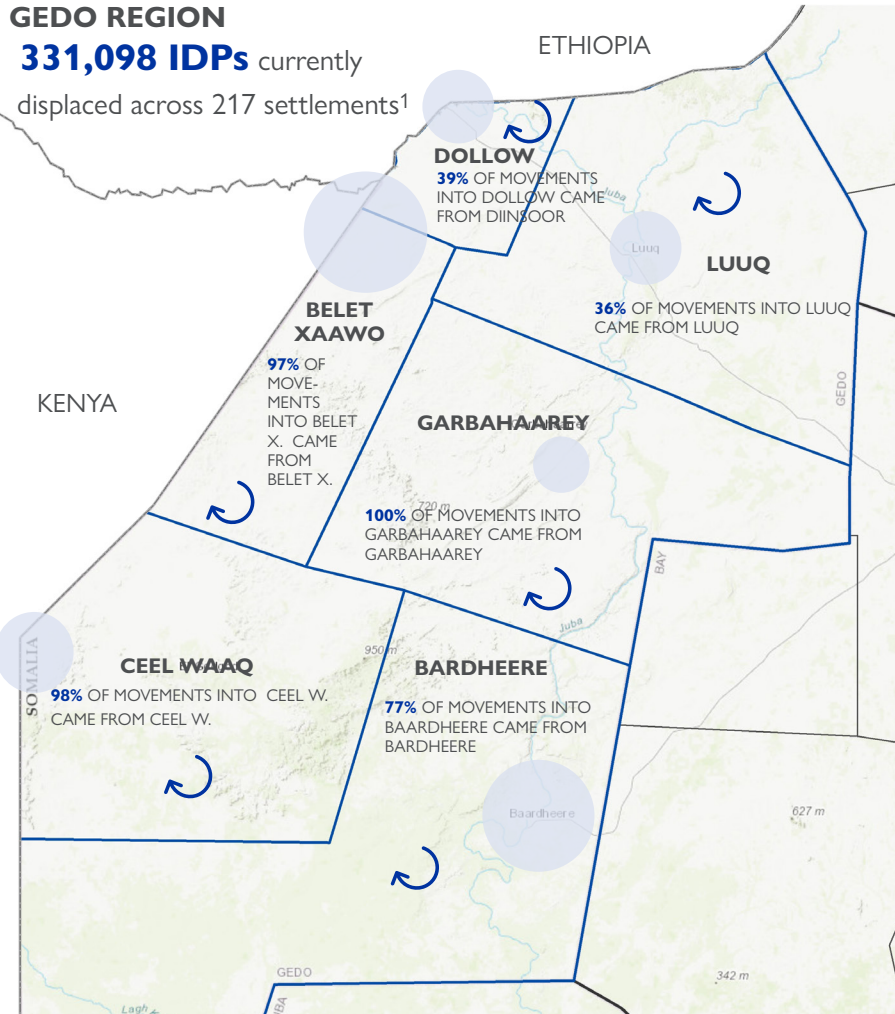 GEDO REGION
331,098 IDPs currently
displaced across 217 settlements¹
ETHIOPIA
DOLLOW
39% OF MOVEMENTS
INTO DOLLOW CAME
FROM DIINSOOR
Juba
Luuq
LUUQ
36% OF MOVEMENTS INTO LUUQ
CAME FROM LUUQ
BELET
XAAWO
97% OF
MOVE-
MENTS
INTO BELET
X. CAME
FROM
BELET X.
KENYA
GEDO
GARBAHAAREY
720 m
100% OF MOVEMENTS INTO
GARBAHAAREY CAME FROM
GARBAHAAREY
BAY
Juba
950 m
SOMALIA
CEEL WAAQ
98% OF MOVEMENTS INTO CEEL W.
CAME FROM CEEL W.
BARDHEERE
77% OF MOVEMENTS INTO
BAARDHEERE CAME FROM
BARDHEERE
Baardheere
627 m
GEDO
342 m
Lagh